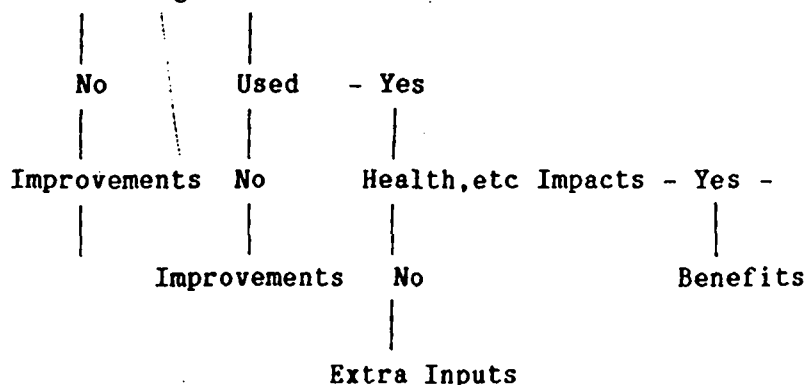 No Used - Yes
Improvements No Health,etc Impacts - Yes -
Improvements No Benefits
Extra Inputs